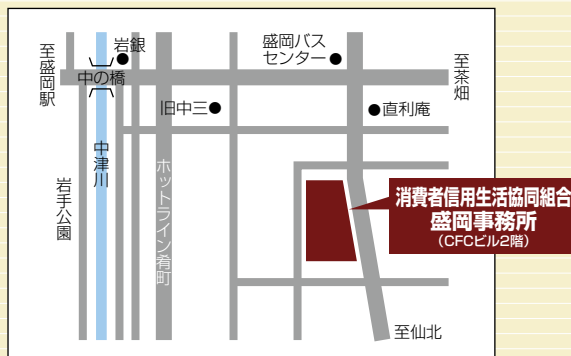 至盛岡駅
岩銀
中の橋
盛岡バス
センター
至茶畑
旧中三
直利庵
中津川
岩手公園
ホットライン肴町
消費者信用生活協同組合
盛岡事務所
(CFCビル2階)
至仙北